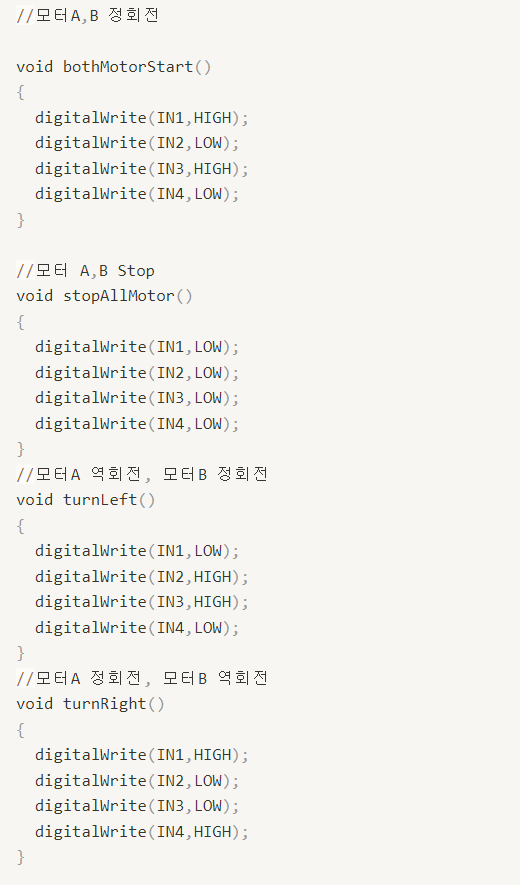 //모터A,B 정회전
void bothMotorStart()
{
  digitalWrite(IN1,HIGH);
  digitalWrite(IN2,LOW);
  digitalWrite(IN3,HIGH);
  digitalWrite(IN4,LOW);
}
//모터 A,B Stop
void stopAllMotor()
{
  digitalWrite(IN1,LOW);
  digitalWrite(IN2,LOW);
  digitalWrite(IN3,LOW);
  digitalWrite(IN4,LOW);
}
//모터A 역회전, 모터B 정회전
void turnLeft()
{
  digitalWrite(IN1,LOW);
  digitalWrite(IN2,HIGH);
  digitalWrite(IN3,HIGH);
  digitalWrite(IN4,LOW);
}
//모터A 정회전, 모터B 역회전
void turnRight()
{
  digitalWrite(IN1,HIGH);
  digitalWrite(IN2,LOW);
  digitalWrite(IN3,LOW);
  digitalWrite(IN4,HIGH);
}